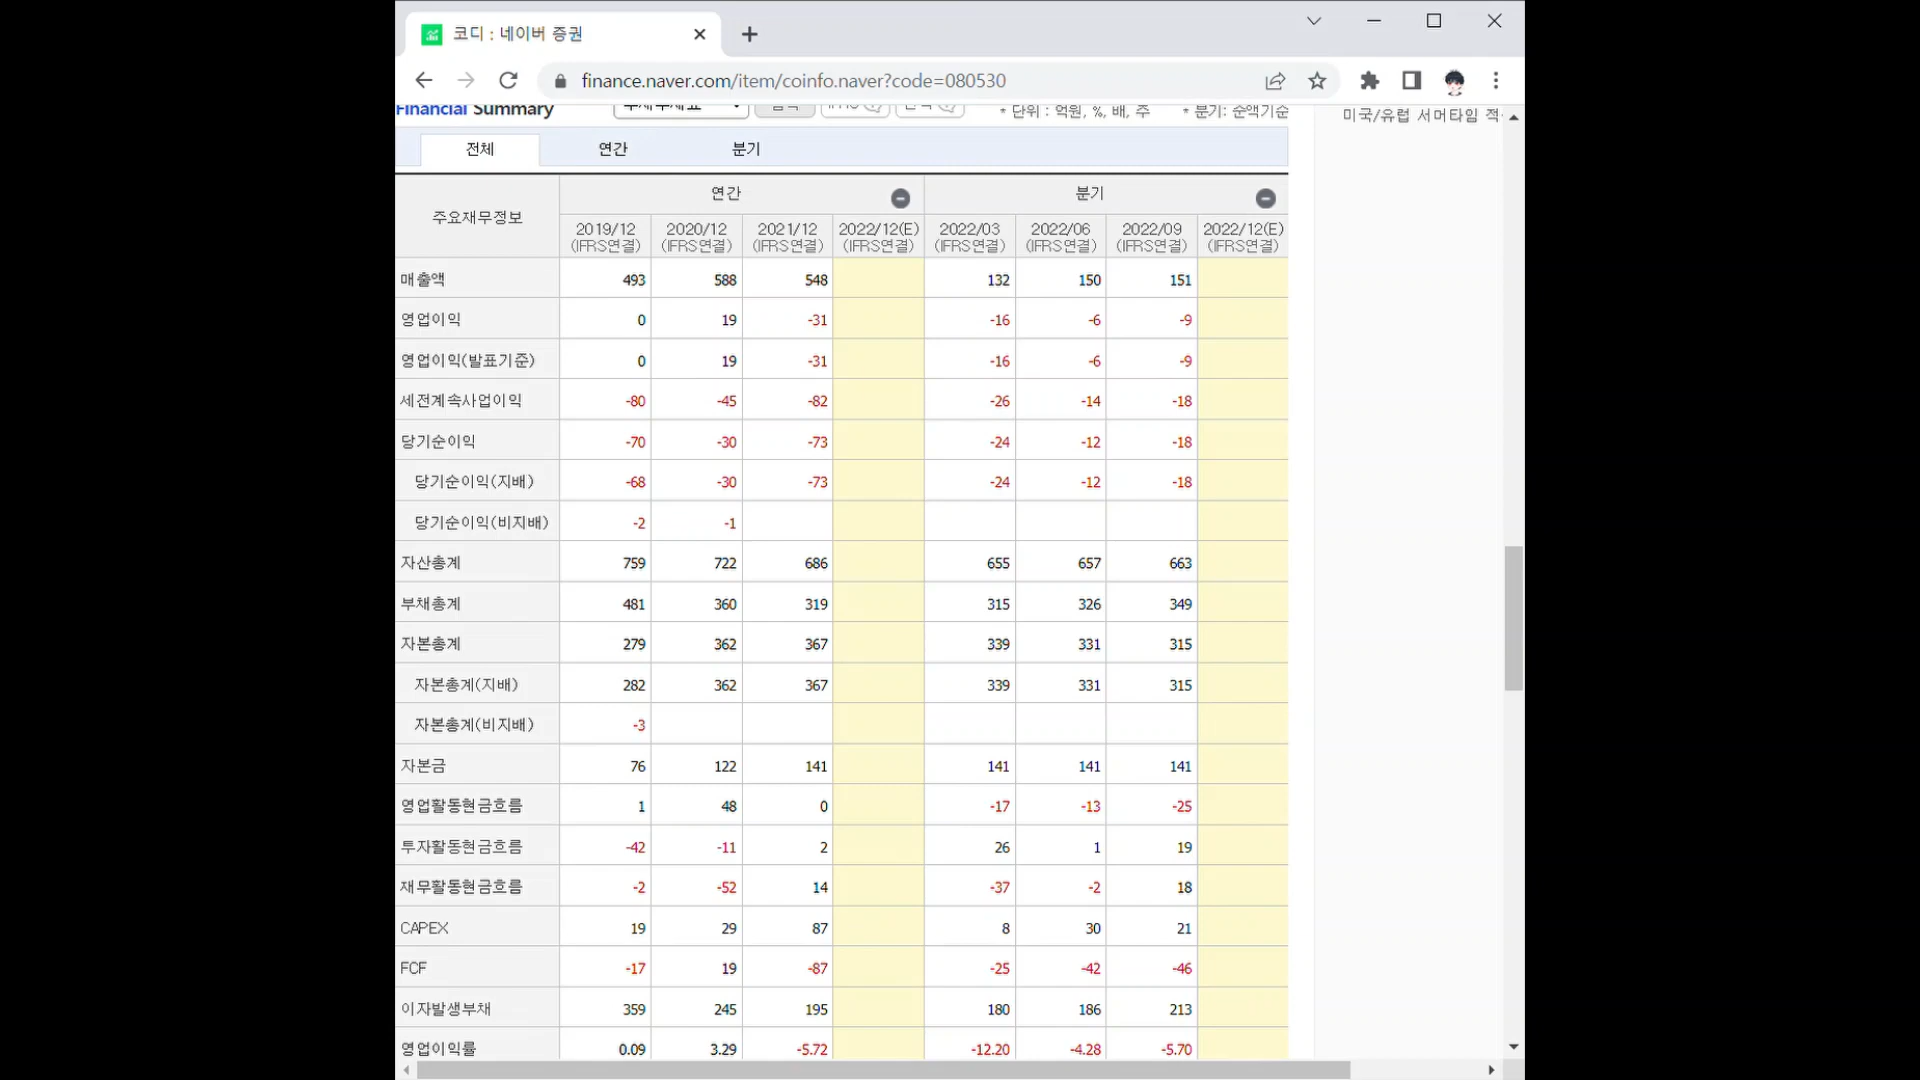 코디 : 네이버 증권
finance.naver.com/item/coinfo.naver?code=080530
Financial Summary * 단위 : 억원, %, 배, 주 * 분기: 순액기준
미국/유럽 서머타임 적
전체 연간 분기
주요재무정보 연간 분기
2019/12 2020/12 2021/12 2022/12(E) 2022/03 2022/06 2022/09 2022/12(E)
(IFRS연결) (IFRS연결) (IFRS연결) (IFRS연결) (IFRS연결) (IFRS연결) (IFRS연결) (IFRS연결)
매출액 493 588 548 132 150 151
영업이익 0 19 -31 -16 -6 -9
영업이익(발표기준) 0 19 -31 -16 -6 -9
세전계속사업이익 -80 -45 -82 -26 -14 -18
당기순이익 -70 -30 -73 -24 -12 -18
당기순이익(지배) -68 -30 -73 -24 -12 -18
당기순이익(비지배) -2 -1
자산총계 759 722 686 655 657 663
부채총계 481 360 319 315 326 349
자본총계 279 362 367 339 331 315
자본총계(지배) 282 362 367 339 331 315
자본총계(비지배) -3
자본금 76 122 141 141 141 141
영업활동현금흐름 1 48 0 -17 -13 -25
투자활동현금흐름 -42 -11 2 26 1 19
재무활동현금흐름 -2 -52 14 -37 -2 18
CAPEX 19 29 87 8 30 21
FCF -17 19 -87 -25 -42 -46
이자발생부채 359 245 195 180 186 213
영업이익률 0.09 3.29 -5.72 -12.20 -4.28 -5.70